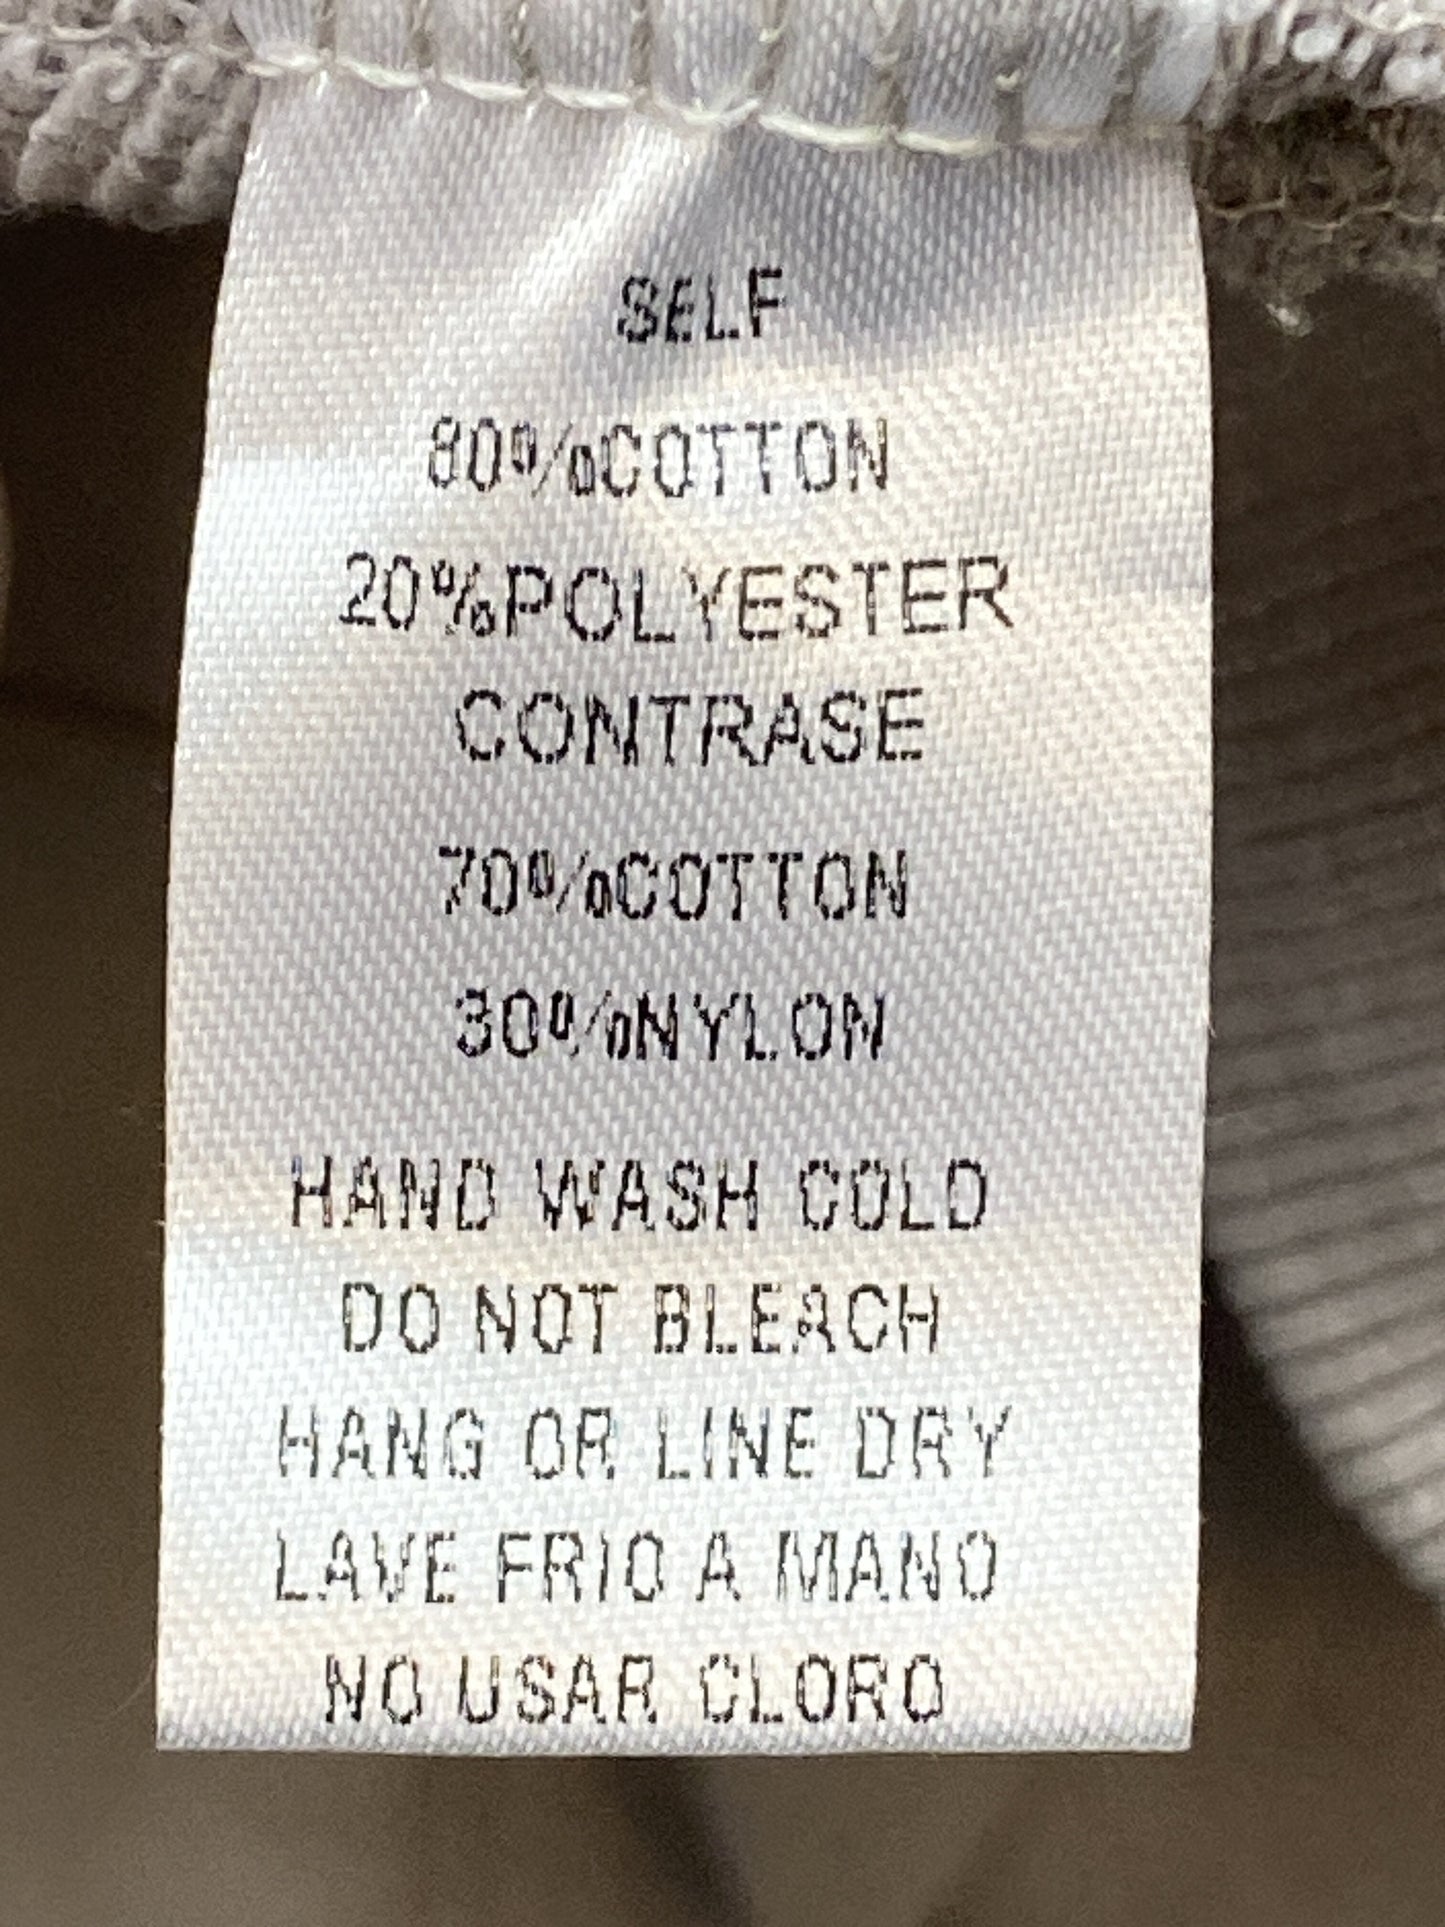 SELF
80%COTTON
20%POLYESTER
CONTRASE
70%COTTON
30%NYLON
HAND WASH COLD
DO NOT BLEACH
HANG OR LINE DRY
LAVE FRIO A MANO
NO USAR CLORO